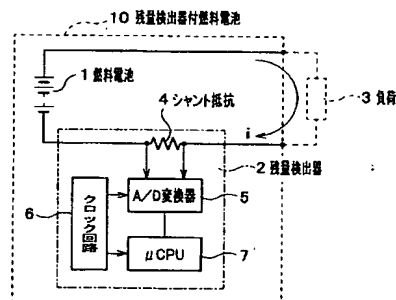 10 残量検出器付燃料電池
1 燃料電池
4 シャント抵抗
3 負荷
i
2 残量検出器
6
クロック回路
A/D変換器
5
μCPU
7